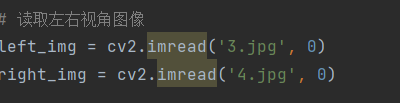 # 读取左右视角图像
left_img = cv2.imread('3.jpg', 0)
right_img = cv2.imread('4.jpg', 0)